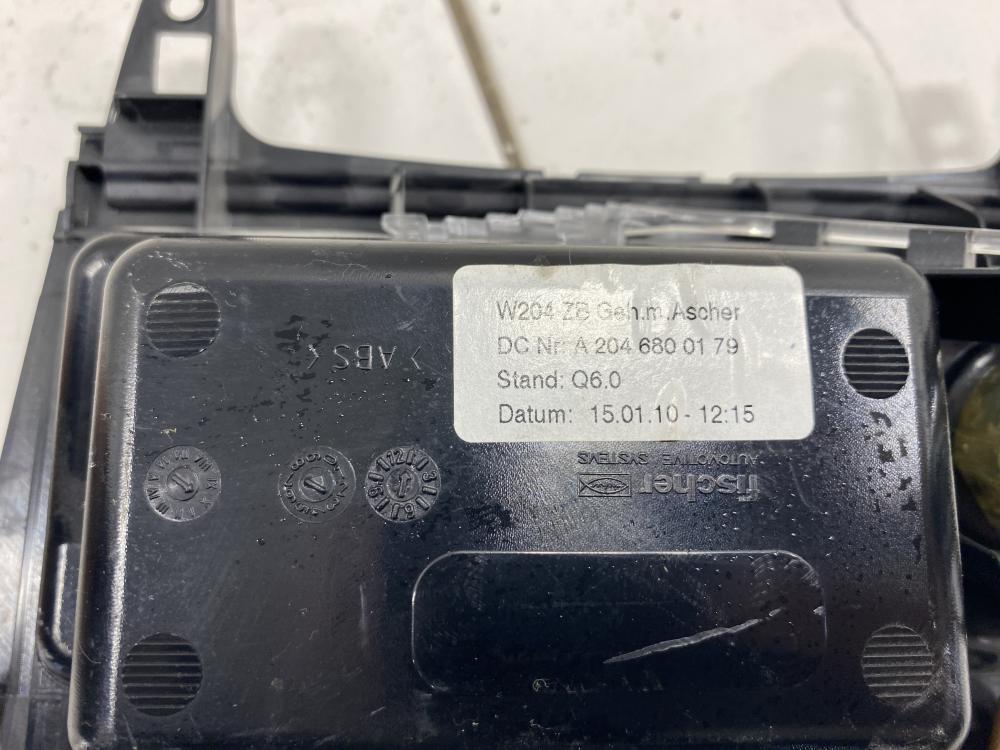 W204 ZB Geh.m.Ascher
DC Nr: A 204 680 01 79
Stand: Q6.0
Datum: 15.01.10 - 12:15
>ABS<
fischer
AUTOMOTIVE SYSTEMS